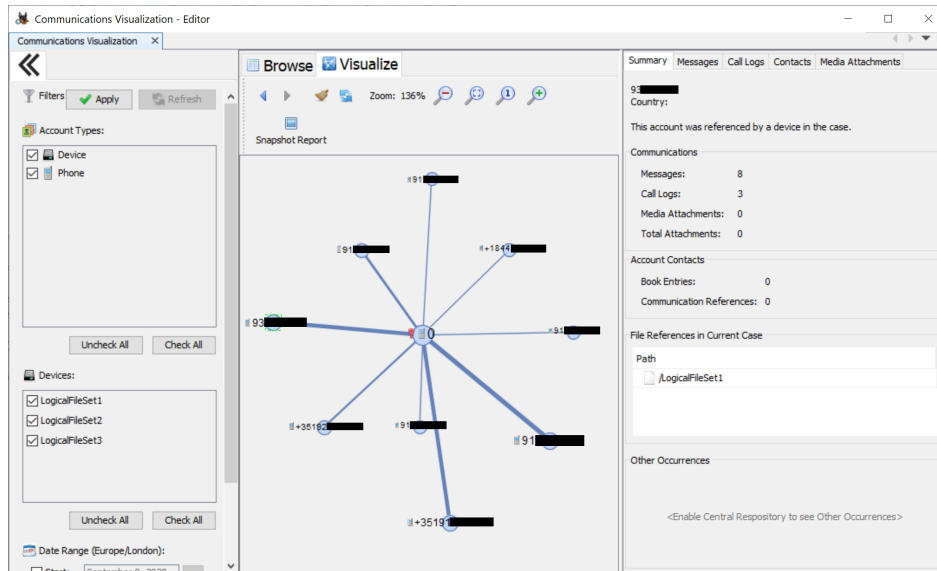 Communications Visualization - Editor
Communications Visualization
Filters
Apply
Refresh
Account Types:
Device
Phone
Uncheck All
Check All
Devices:
LogicalFileSet1
LogicalFileSet2
LogicalFileSet3
Uncheck All
Check All
Date Range (Europe/London):
Browse
Visualize
Zoom: 136%
Snapshot Report
91
91
+1844
93
0
91
+35192
91
91
+35191
Summary
Messages
Call Logs
Contacts
Media Attachments
93
Country:
This account was referenced by a device in the case.
Communications
Messages: 8
Call Logs: 3
Media Attachments: 0
Total Attachments: 0
Account Contacts
Book Entries: 0
Communication References: 0
File References in Current Case
Path
/LogicalFileSet1
Other Occurrences
<Enable Central Respository to see Other Occurrences>